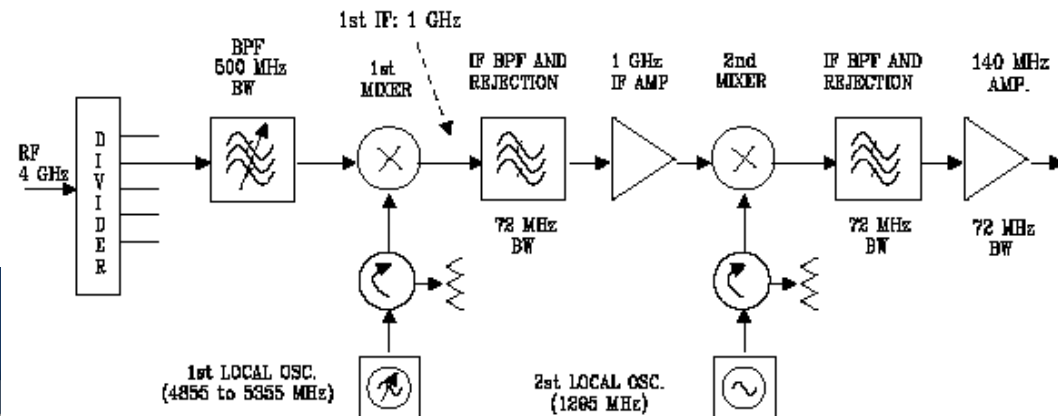 1st IF: 1 GHz
BPF
500 MHz
BW
1st
MIXER
IF BPF AND
REJECTION
1 GHz
IF AMP
2nd
MIXER
IF BPF AND
REJECTION
140 MHz
AMP.
RF
4 GHz
DIVIDER
72 MHz
BW
72 MHz
BW
72 MHz
BW
1st LOCAL OSC.
(4855 to 5355 MHz)
2st LOCAL OSC.
(1295 MHz)